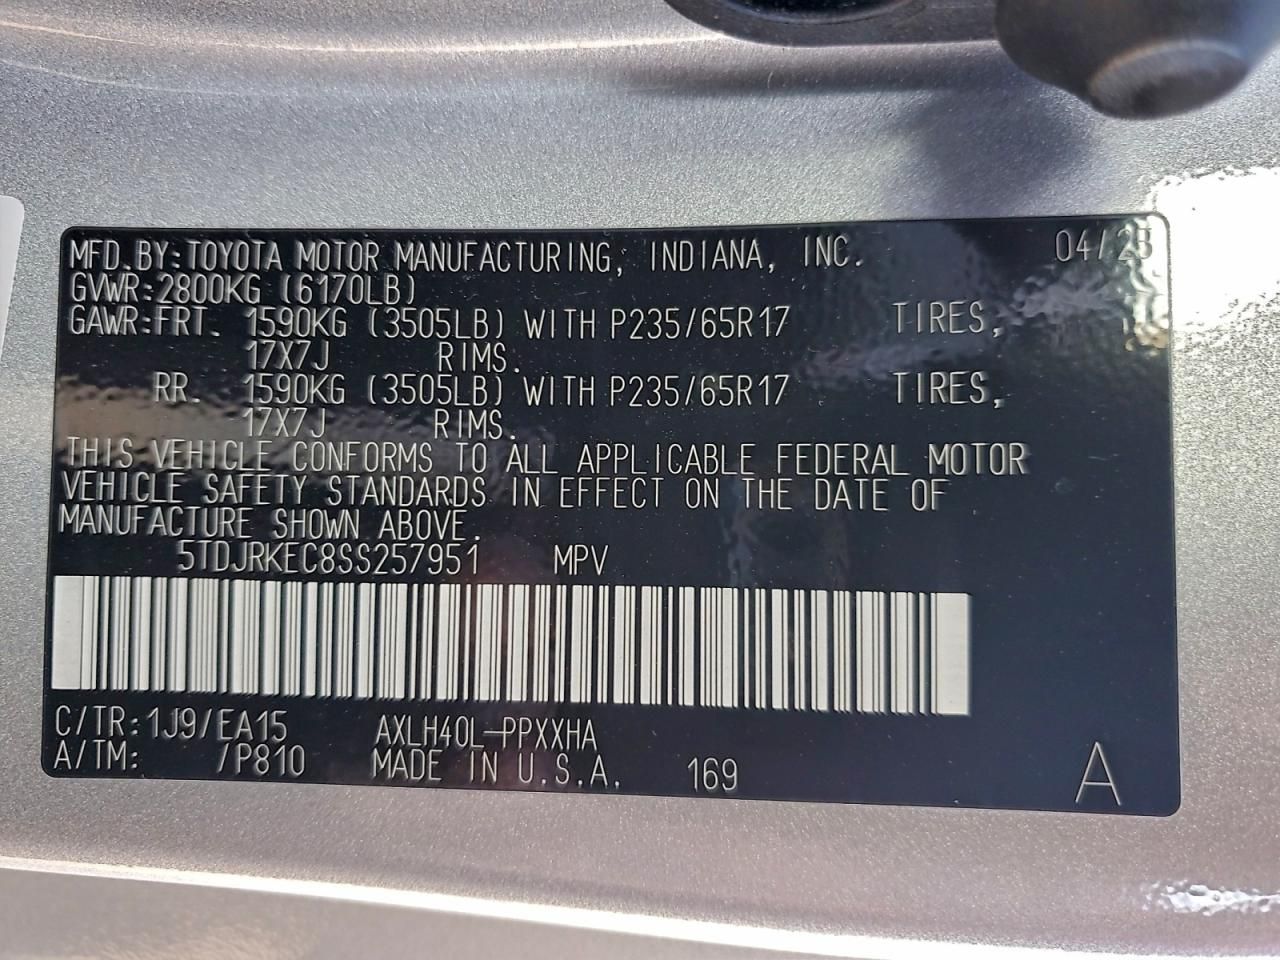 MFD.BY:TOYOTA MOTOR MANUFACTURING, INDIANA, INC. 04/25
GVWR:2800KG (6170LB)
GAWR:FRT. 1590KG (3505LB) WITH P235/65R17 TIRES,
17X7J RIMS.
RR. 1590KG (3505LB) WITH P235/65R17 TIRES,
17X7J RIMS.
THIS VEHICLE CONFORMS TO ALL APPLICABLE FEDERAL MOTOR
VEHICLE SAFETY STANDARDS IN EFFECT ON THE DATE OF
MANUFACTURE SHOWN ABOVE.
5TDJRKEC8SS257951 MPV
C/TR:1J9/EA15 AXLH40L-PPXXHA
A/TM: /P810 MADE IN U.S.A. 169 A